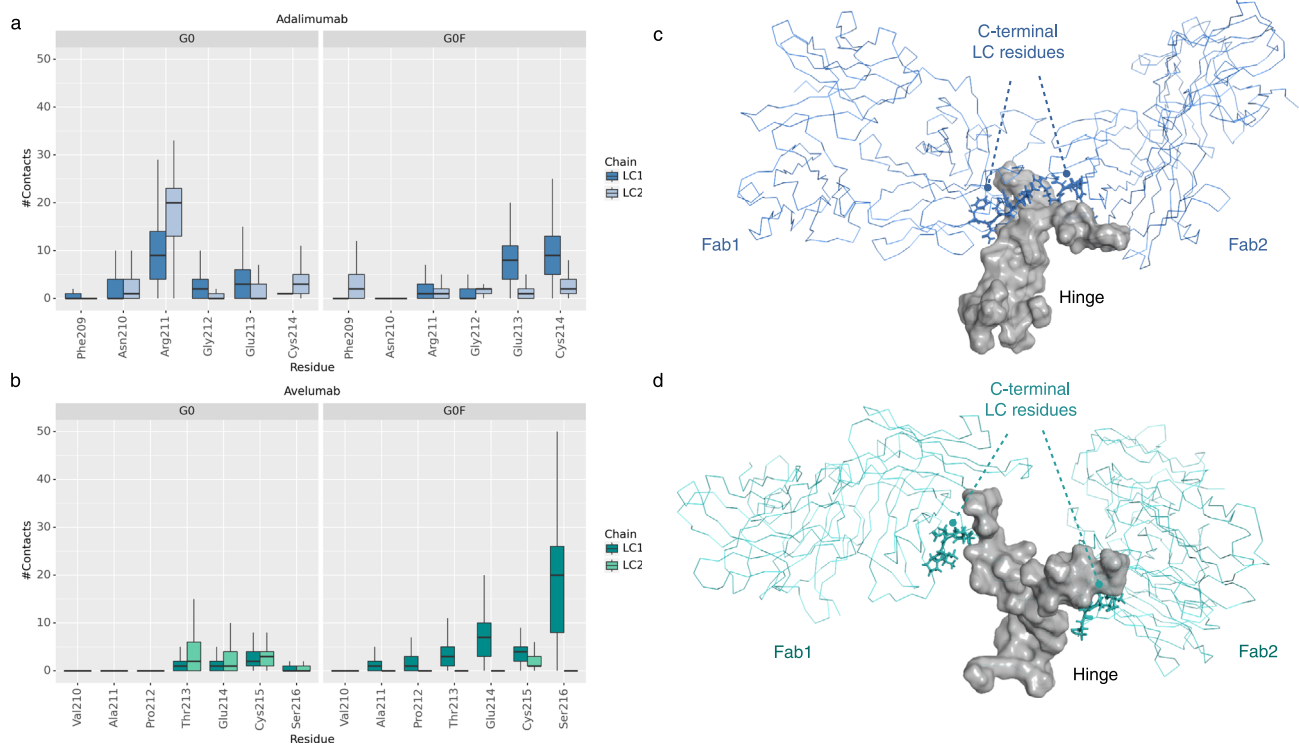 a
Adalimumab
G0
G0F
50
40
30
20
10
0
#Contacts
Phe209
Asn210
Arg211
Gly212
Glu213
Cys214
Phe209
Asn210
Arg211
Gly212
Glu213
Cys214
Residue
Chain
LC1
LC2
b
Avelumab
G0
G0F
50
40
30
20
10
0
#Contacts
Val210
Ala211
Pro212
Thr213
Glu214
Cys215
Ser216
Val210
Ala211
Pro212
Thr213
Glu214
Cys215
Ser216
Residue
Chain
LC1
LC2
c
C-terminal
LC residues
Fab1
Fab2
Hinge
d
C-terminal
LC residues
Fab1
Fab2
Hinge